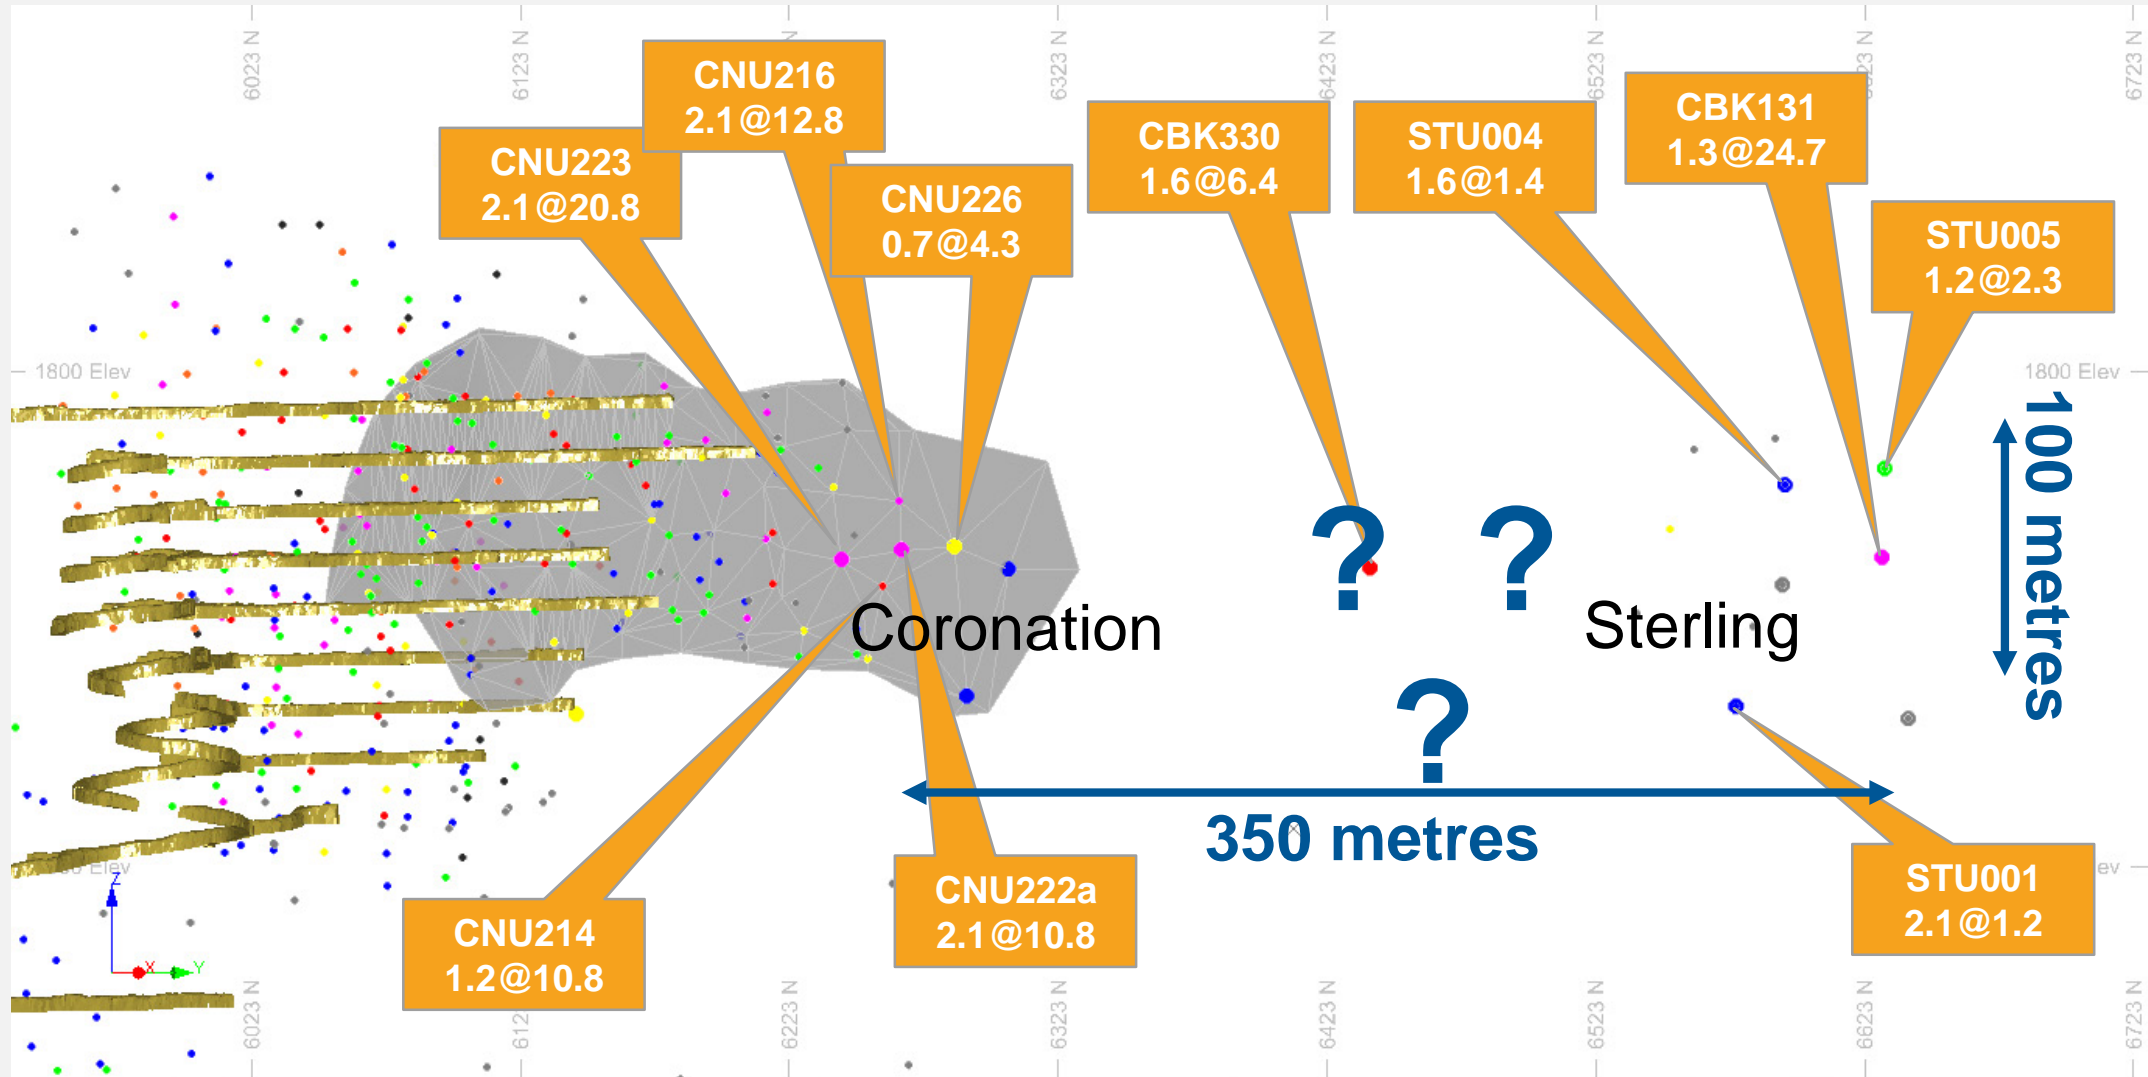 6023 N
6123 N
6323 N
6423 N
6523 N
6723 N
CNU216
2.1@12.8
CNU223
2.1@20.8
CNU226
0.7@4.3
CBK330
1.6@6.4
STU004
1.6@1.4
CBK131
1.3@24.7
STU005
1.2@2.3
1800 Elev
1800 Elev
100 metres
? ?
Coronation
Sterling
?
350 metres
CNU214
1.2@10.8
CNU222a
2.1@10.8
STU001
2.1@1.2
Elev
ev
Z
X
Y
6023 N
6223 N
6323 N
6423 N
6523 N
6623 N
6723 N